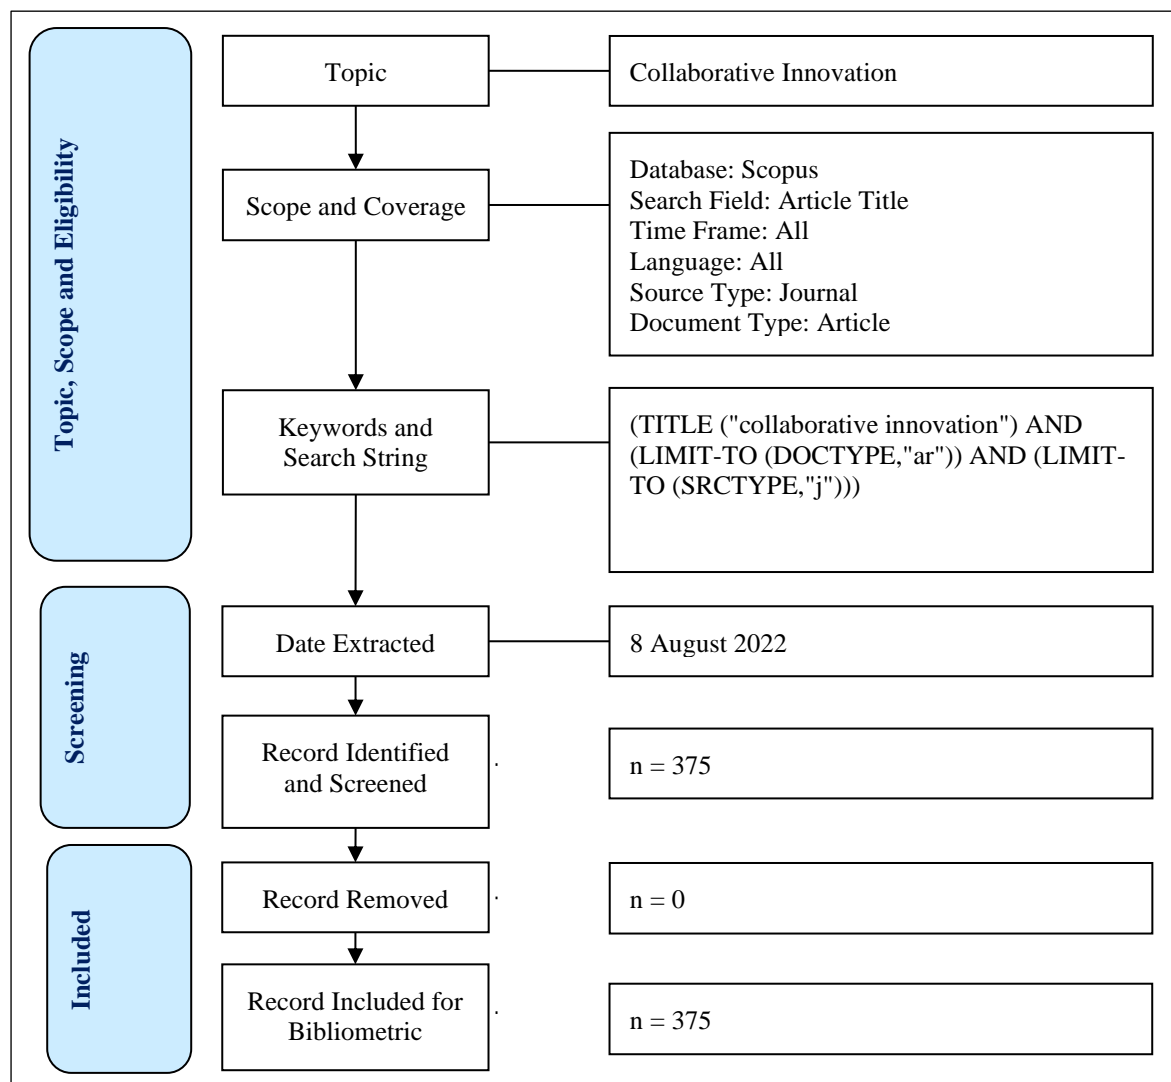 Topic, Scope and Eligibility
Topic
Collaborative Innovation
Scope and Coverage
Database: Scopus
Search Field: Article Title
Time Frame: All
Language: All
Source Type: Journal
Document Type: Article
Keywords and
Search String
(TITLE ("collaborative innovation") AND
(LIMIT-TO (DOCTYPE,"ar")) AND (LIMIT-
TO (SRCTYPE,"j")))
Screening
Date Extracted
8 August 2022
Record Identified
and Screened
n = 375
Included
Record Removed
n = 0
Record Included for
Bibliometric
n = 375